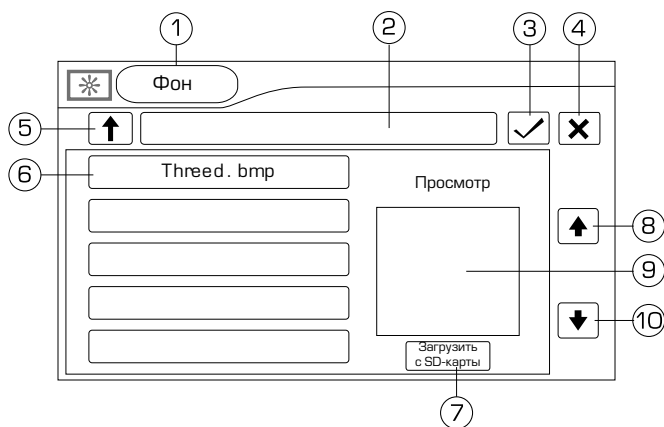 1 2 3 4
Фон
5
6 Threed. bmp
Просмотр
8
9
Загрузить
с SD-карты
10
7